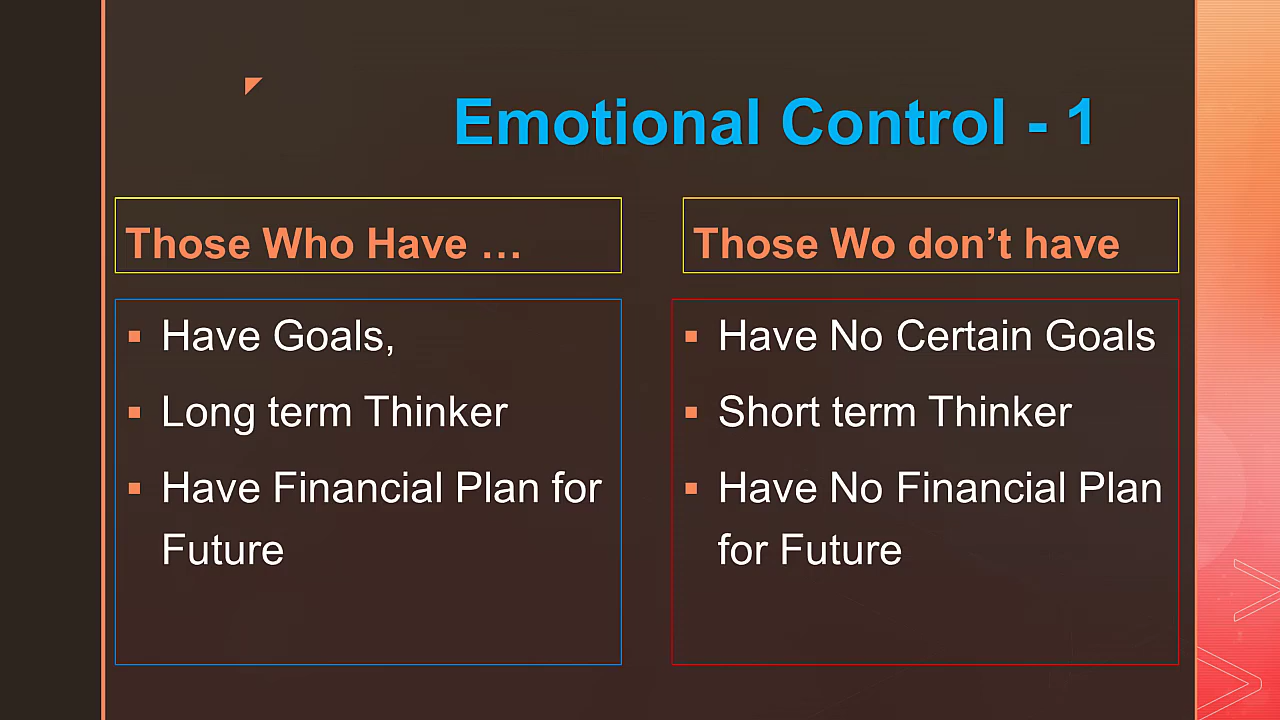 Emotional Control - 1
Those Who Have …
Have Goals,
Long term Thinker
Have Financial Plan for
Future
Those Wo don’t have
Have No Certain Goals
Short term Thinker
Have No Financial Plan
for Future